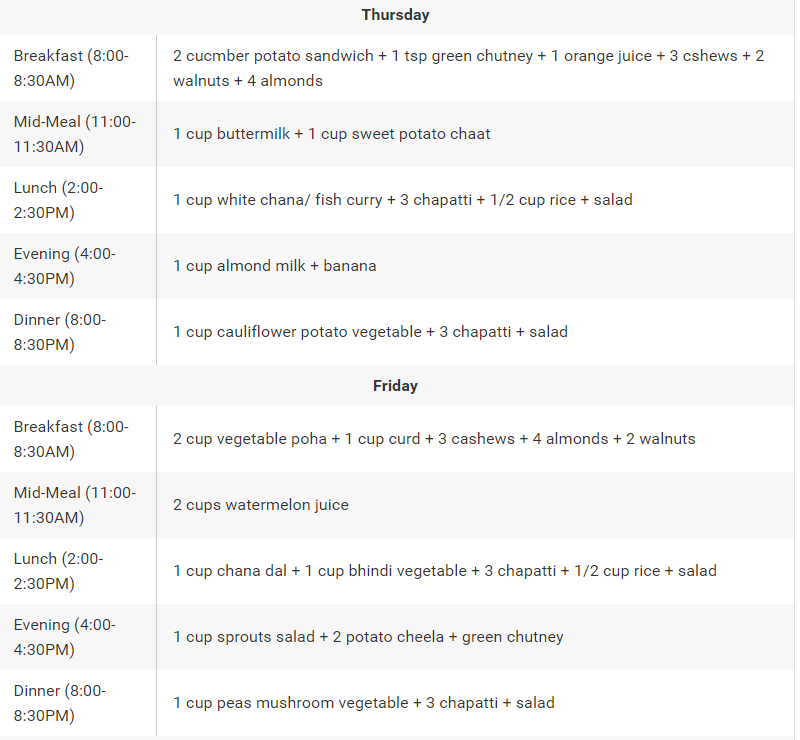 Thursday
Breakfast (8:00-
8:30AM)
2 cucmber potato sandwich + 1 tsp green chutney + 1 orange juice + 3 cshews + 2
walnuts + 4 almonds
Mid-Meal (11:00-
11:30AM)
1 cup buttermilk + 1 cup sweet potato chaat
Lunch (2:00-
2:30PM)
1 cup white chana/ fish curry + 3 chapatti + 1/2 cup rice + salad
Evening (4:00-
4:30PM)
1 cup almond milk + banana
Dinner (8:00-
8:30PM)
1 cup cauliflower potato vegetable + 3 chapatti + salad
Friday
Breakfast (8:00-
8:30AM)
2 cup vegetable poha + 1 cup curd + 3 cashews + 4 almonds + 2 walnuts
Mid-Meal (11:00-
11:30AM)
2 cups watermelon juice
Lunch (2:00-
2:30PM)
1 cup chana dal + 1 cup bhindi vegetable + 3 chapatti + 1/2 cup rice + salad
Evening (4:00-
4:30PM)
1 cup sprouts salad + 2 potato cheela + green chutney
Dinner (8:00-
8:30PM)
1 cup peas mushroom vegetable + 3 chapatti + salad